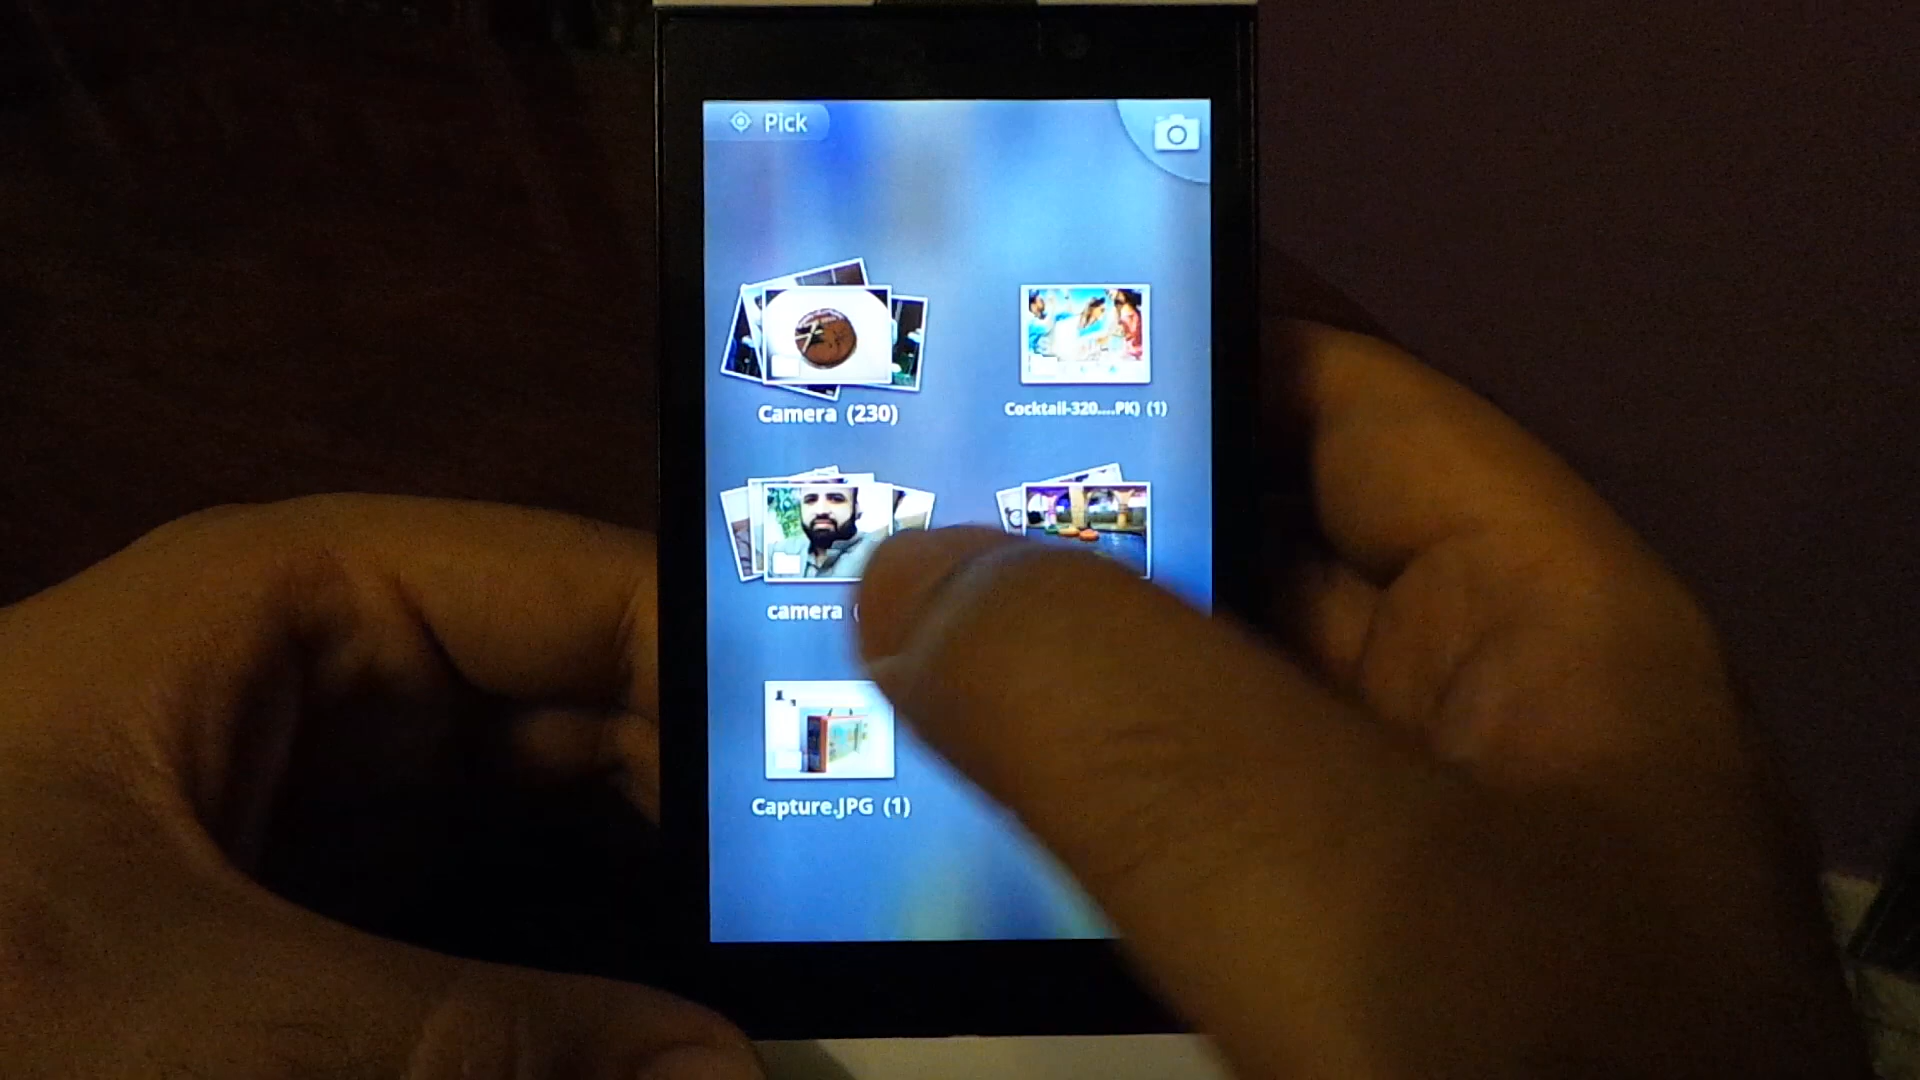 Pick
Camera (230)
Cocktail-320....PK) (1)
camera (
Capture.JPG (1)